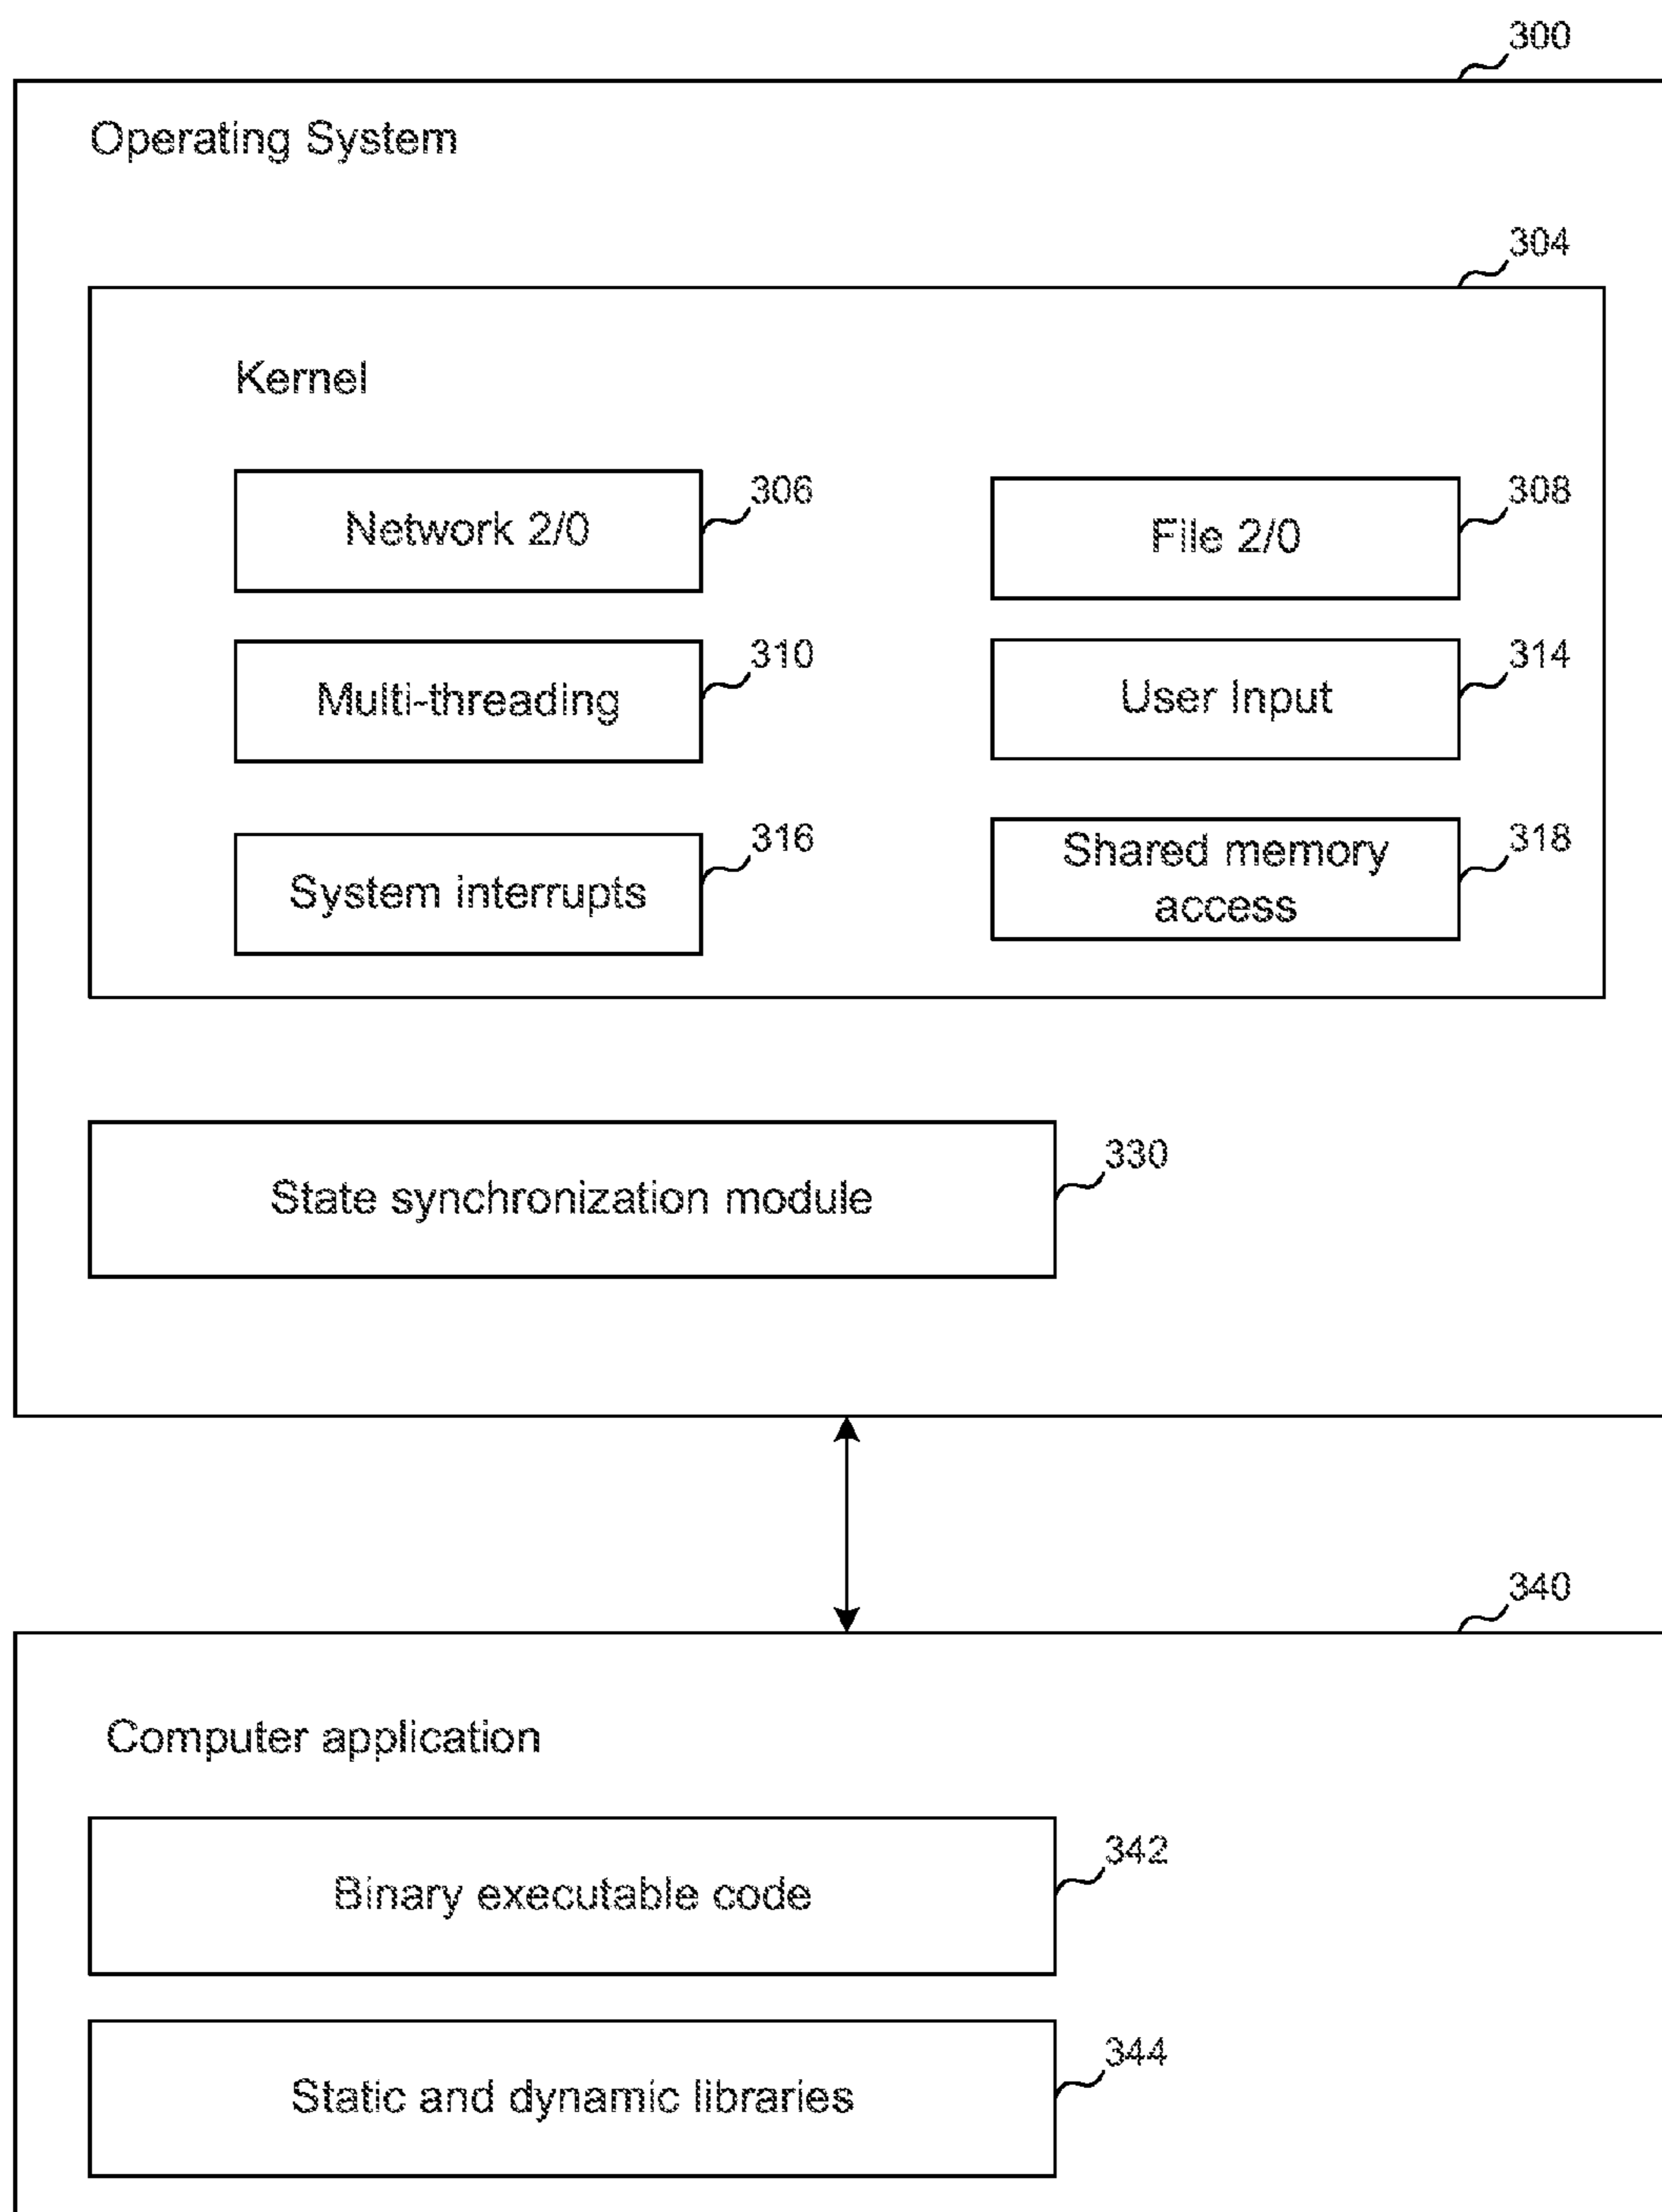 300
Operating System
304
Kernel
306
Network 2/0
308
File 2/0
310
Multi-threading
314
User Input
316
System interrupts
318
Shared memory
access
330
State synchronization module
340
Computer application
342
Binary executable code
344
Static and dynamic libraries